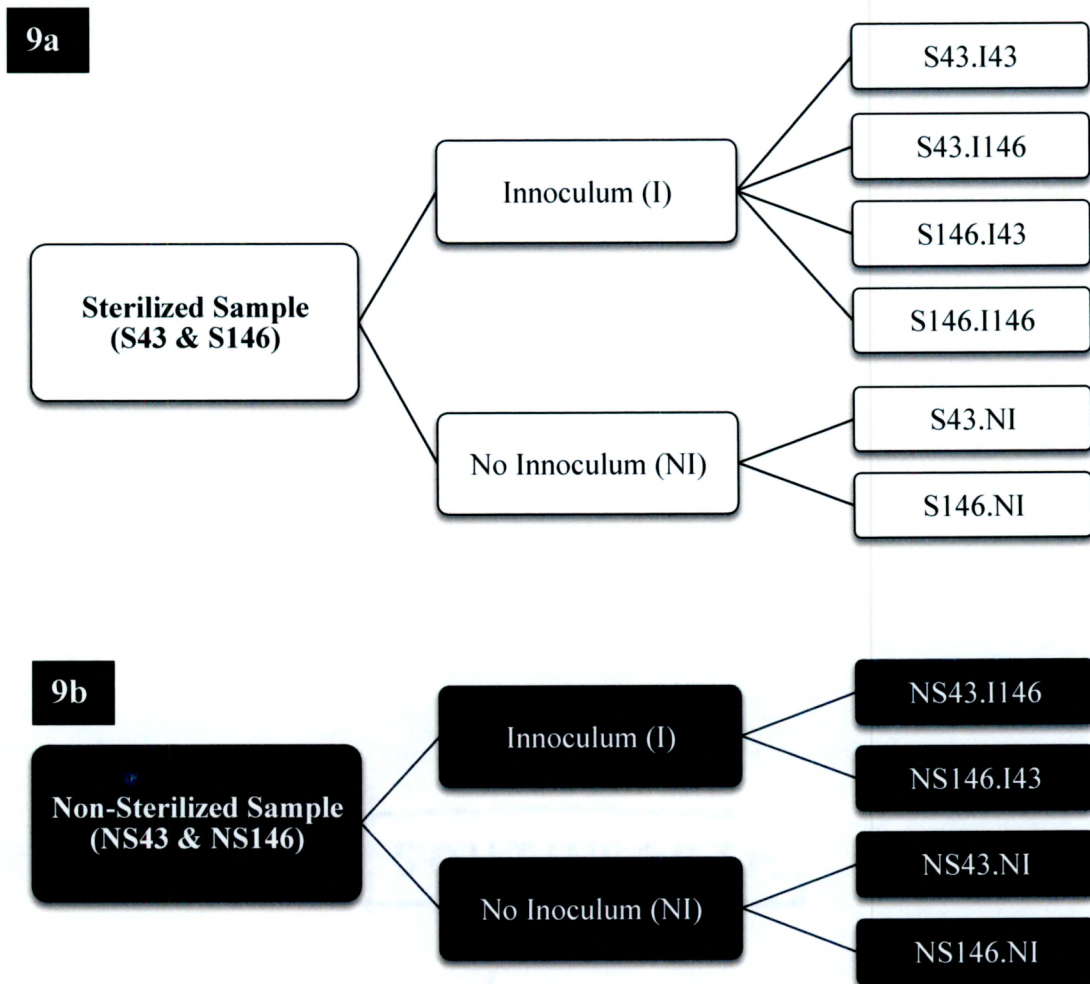 9a
S43.I43
S43.I146
Innoculum (I)
S146.I43
S146.I146
Sterilized Sample
(S43 & S146)
S43.NI
No Innoculum (NI)
S146.NI
9b
NS43.I146
Innoculum (I)
NS146.I43
Non-Sterilized Sample
(NS43 & NS146)
NS43.NI
No Inoculum (NI)
NS146.NI